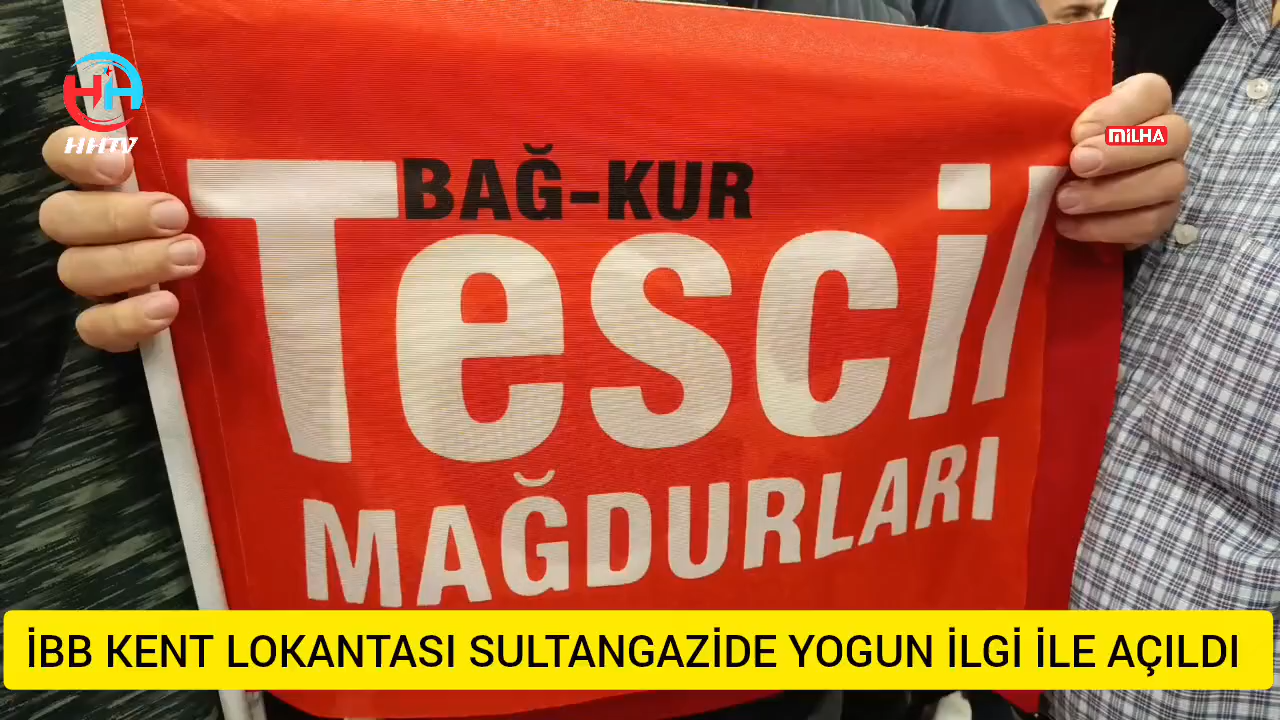 HHTV
MİLHA
BAĞ-KUR
Tescil
MAĞDURLARI
İBB KENT LOKANTASI SULTANGAZİDE YOGUN İLGİ İLE AÇILDI